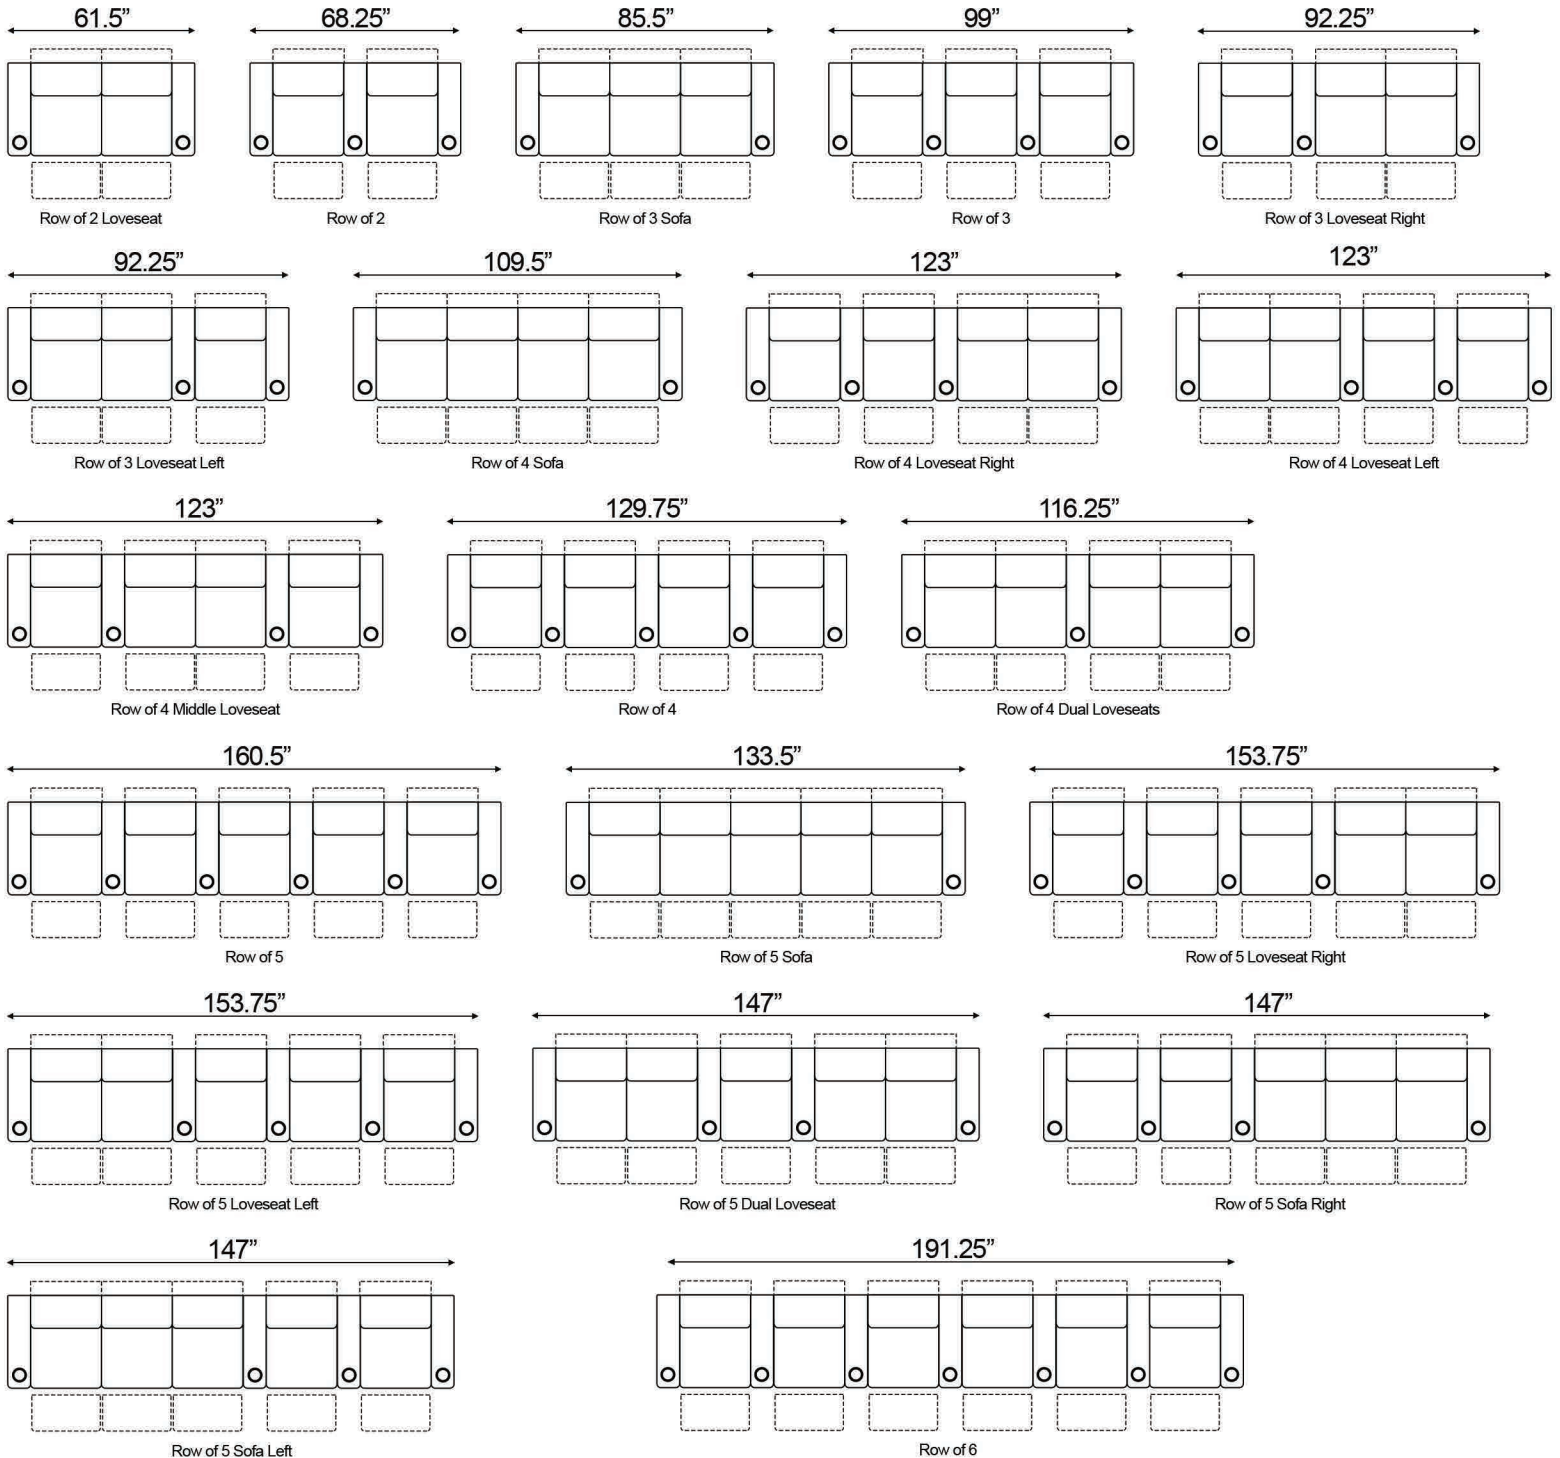 61.5”
68.25”
85.5”
99”
92.25”
Row of 2 Loveseat
Row of 2
Row of 3 Sofa
Row of 3
Row of 3 Loveseat Right
92.25”
109.5”
123”
123”
Row of 3 Loveseat Left
Row of 4 Sofa
Row of 4 Loveseat Right
Row of 4 Loveseat Left
123”
129.75”
116.25”
Row of 4 Middle Loveseat
Row of 4
Row of 4 Dual Loveseats
160.5”
133.5”
153.75”
Row of 5
Row of 5 Sofa
Row of 5 Loveseat Right
153.75”
147”
147”
Row of 5 Loveseat Left
Row of 5 Dual Loveseat
Row of 5 Sofa Right
147”
191.25”
Row of 5 Sofa Left
Row of 6